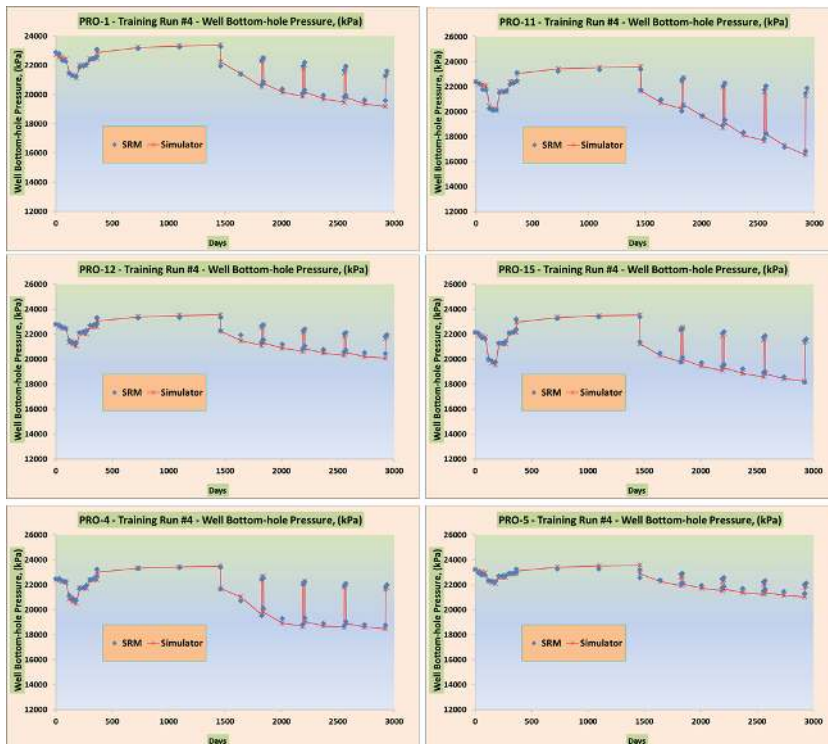 PRO-1 - Training Run #4 - Well Bottom-hole Pressure, (kPa)
Well Bottom-hole Pressure, (kPa)
24000
22000
20000
18000
16000
14000
12000
SRM Simulator
0 500 1000 1500 2000 2500 3000
Days
PRO-11 - Training Run #4 - Well Bottom-hole Pressure, (kPa)
Well Bottom-hole Pressure, (kPa)
26000
24000
22000
20000
18000
16000
14000
12000
SRM Simulator
0 500 1000 1500 2000 2500 3000
Days
PRO-12 - Training Run #4 - Well Bottom-hole Pressure, (kPa)
Well Bottom-hole Pressure, (kPa)
26000
24000
22000
20000
18000
16000
14000
12000
SRM Simulator
0 500 1000 1500 2000 2500 3000
Days
PRO-15 - Training Run #4 - Well Bottom-hole Pressure, (kPa)
Well Bottom-hole Pressure, (kPa)
26000
24000
22000
20000
18000
16000
14000
12000
SRM Simulator
0 500 1000 1500 2000 2500 3000
Days
PRO-4 - Training Run #4 - Well Bottom-hole Pressure, (kPa)
Well Bottom-hole Pressure, (kPa)
26000
24000
22000
20000
18000
16000
14000
12000
SRM Simulator
0 500 1000 1500 2000 2500 3000
Days
PRO-5 - Training Run #4 - Well Bottom-hole Pressure, (kPa)
Well Bottom-hole Pressure, (kPa)
26000
24000
22000
20000
18000
16000
14000
12000
SRM Simulator
0 500 1000 1500 2000 2500 3000
Days